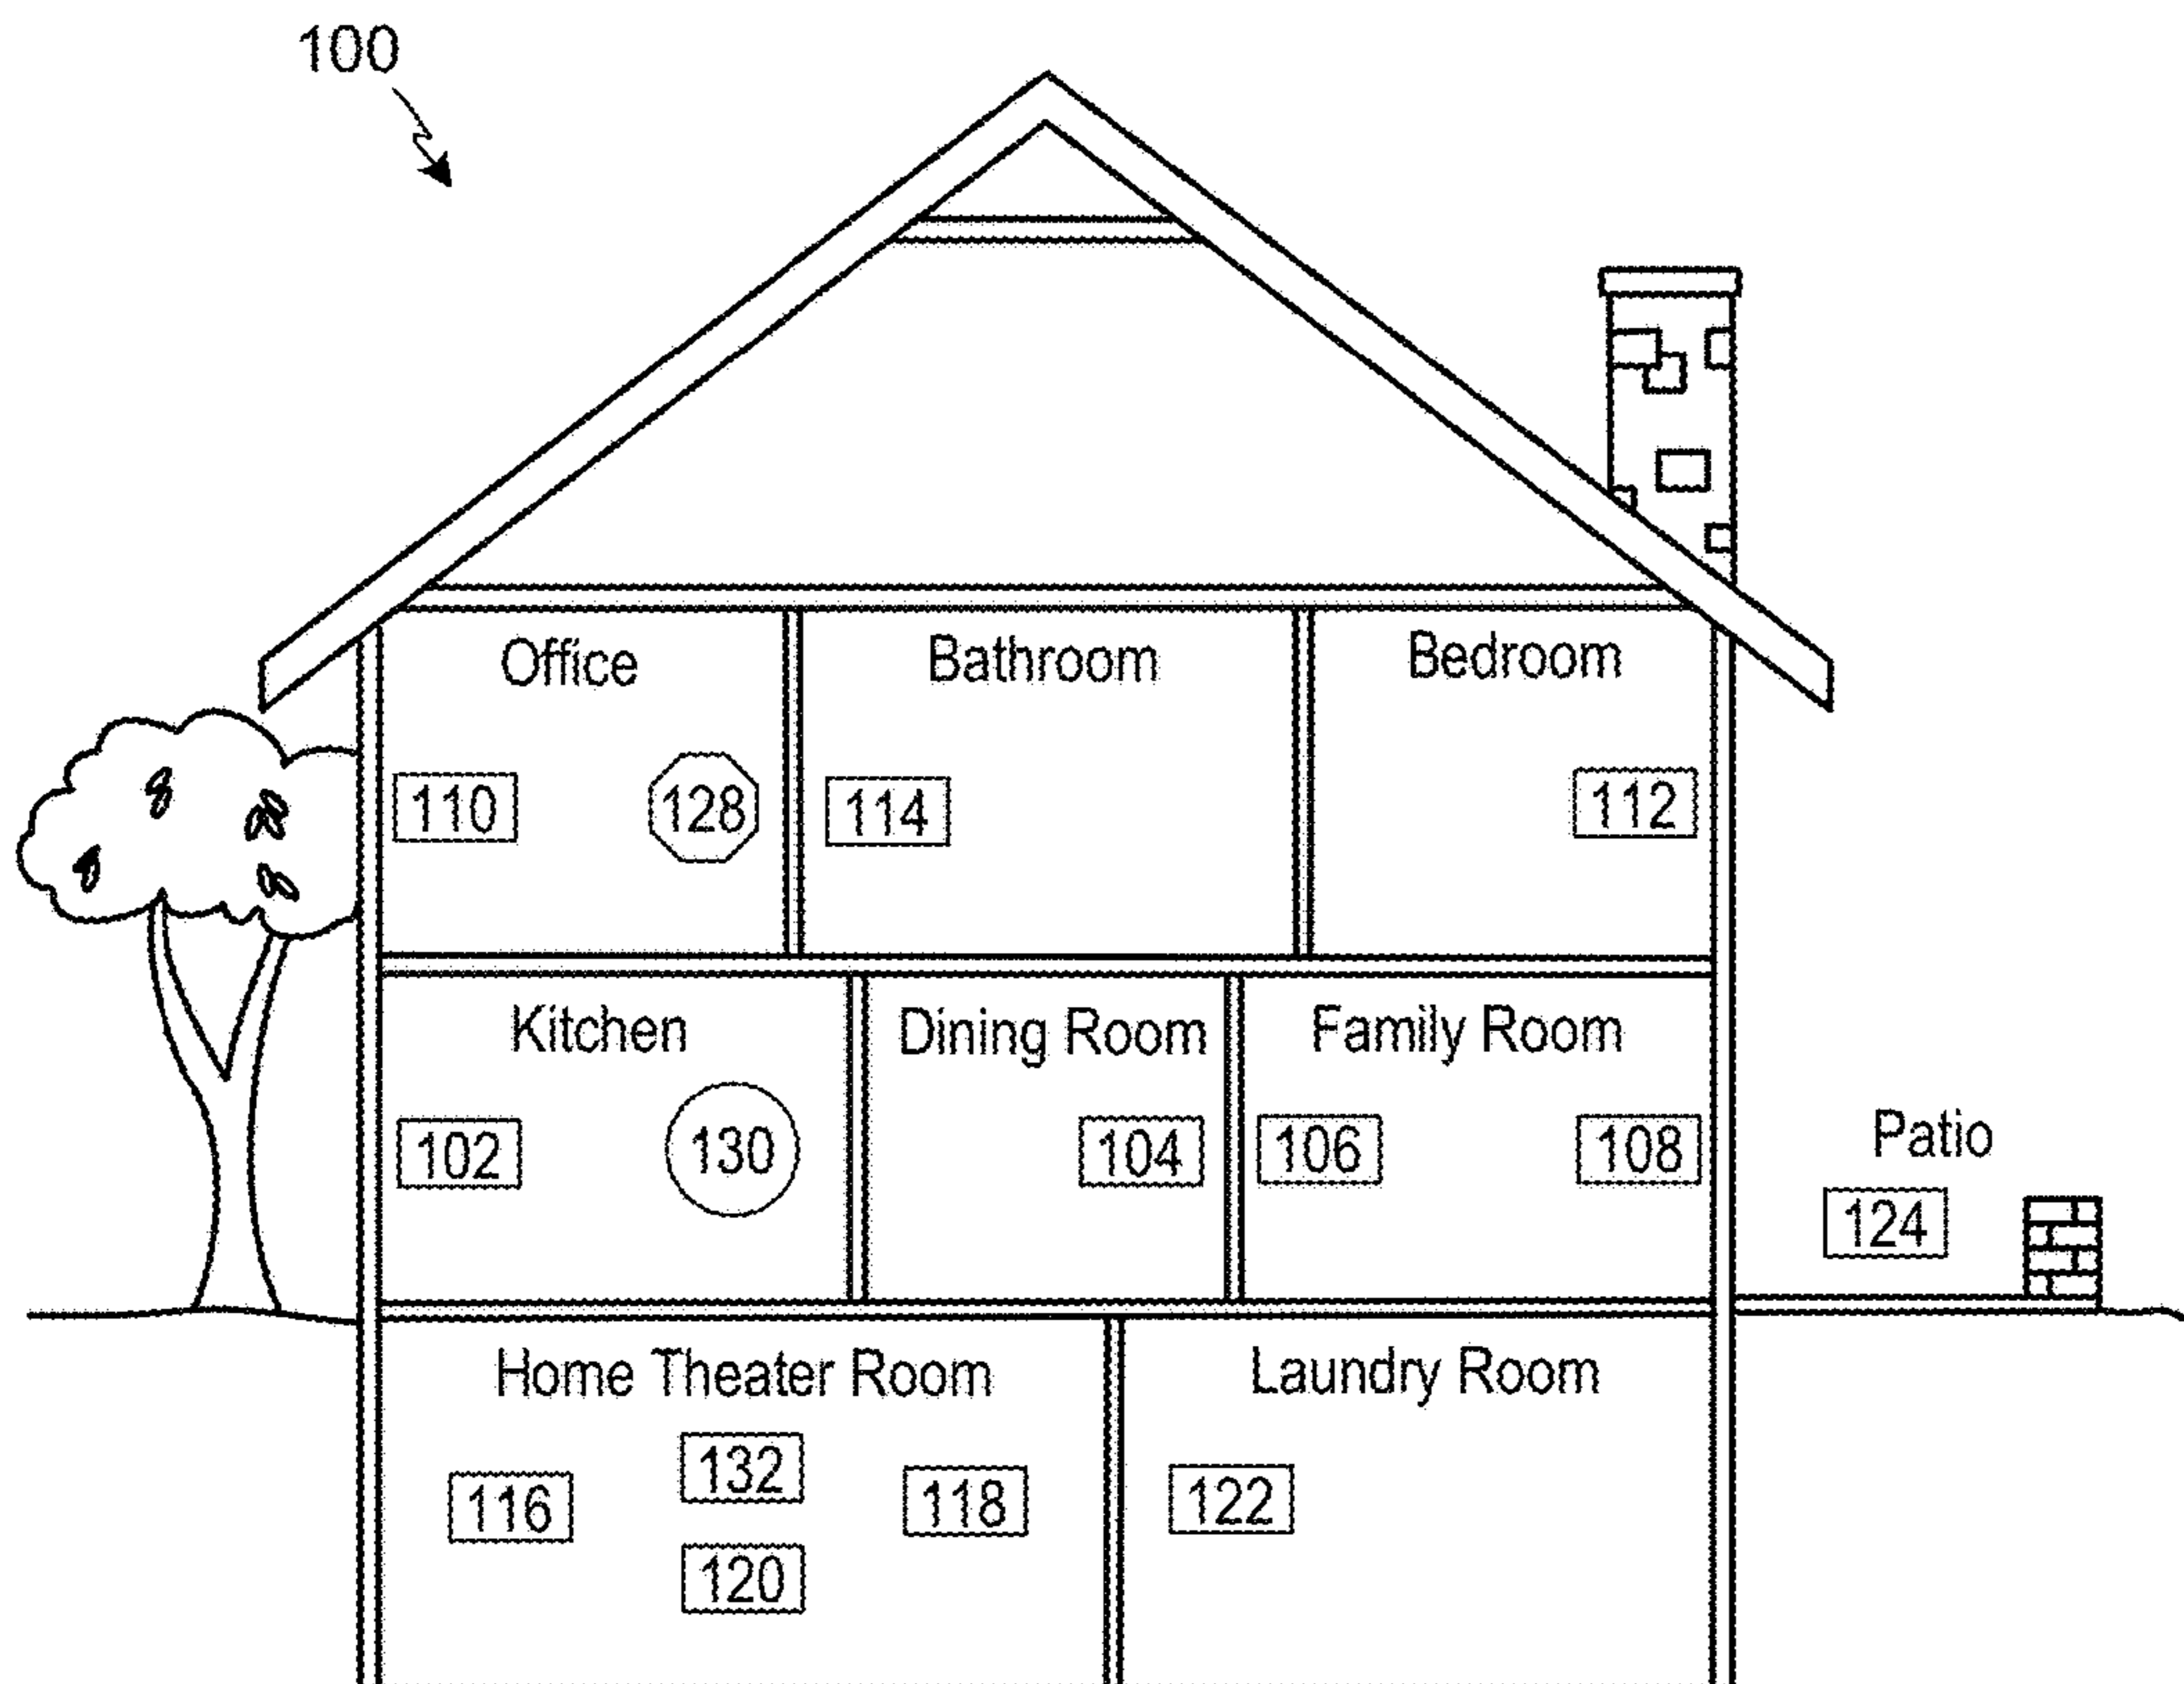 100
Office
Bathroom
Bedroom
110
128
114
112
Kitchen
Dining Room
Family Room
102
130
104
106
108
Patio
124
Home Theater Room
Laundry Room
132
116
118
122
120